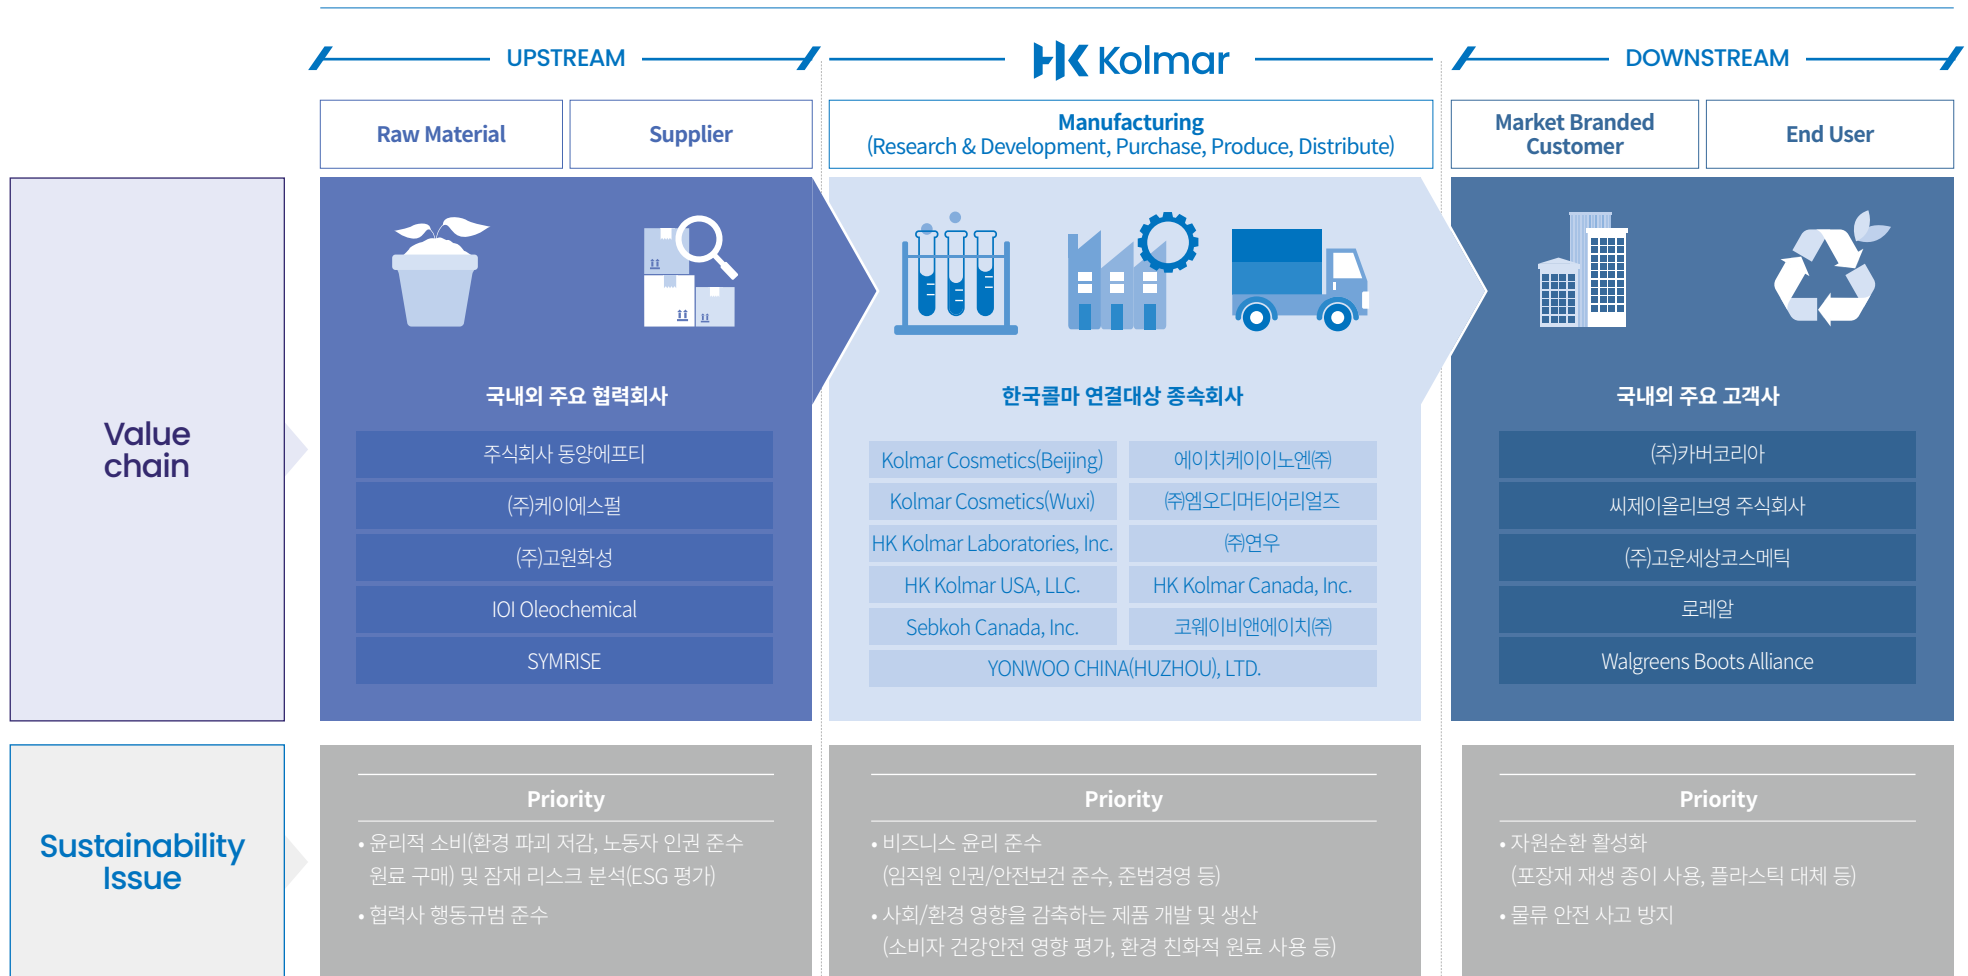 UPSTREAM
HK Kolmar
DOWNSTREAM
Raw Material
Supplier
Manufacturing
(Research & Development, Purchase, Produce, Distribute)
Market Branded
Customer
End User
Value
chain
국내외 주요 협력회사
주식회사 동양에프티
(주)케이에스펄
(주)고원화성
IOI Oleochemical
SYMRISE
한국콜마 연결대상 종속회사
Kolmar Cosmetics(Beijing)
에이치케이이노엔㈜
Kolmar Cosmetics(Wuxi)
㈜엠오디머티어리얼즈
HK Kolmar Laboratories, Inc.
㈜연우
HK Kolmar USA, LLC.
HK Kolmar Canada, Inc.
Sebkoh Canada, Inc.
코웨이비앤에이치㈜
YONWOO CHINA(HUZHOU), LTD.
국내외 주요 고객사
(주)카버코리아
씨제이올리브영 주식회사
(주)고운세상코스메틱
로레알
Walgreens Boots Alliance
Sustainability
Issue
Priority
• 윤리적 소비(환경 파괴 저감, 노동자 인권 준수
원료 구매) 및 잠재 리스크 분석(ESG 평가)
• 협력사 행동규범 준수
Priority
• 비즈니스 윤리 준수
(임직원 인권/안전보건 준수, 준법경영 등)
• 사회/환경 영향을 감축하는 제품 개발 및 생산
(소비자 건강안전 영향 평가, 환경 친화적 원료 사용 등)
Priority
• 자원순환 활성화
(포장재 재생 종이 사용, 플라스틱 대체 등)
• 물류 안전 사고 방지